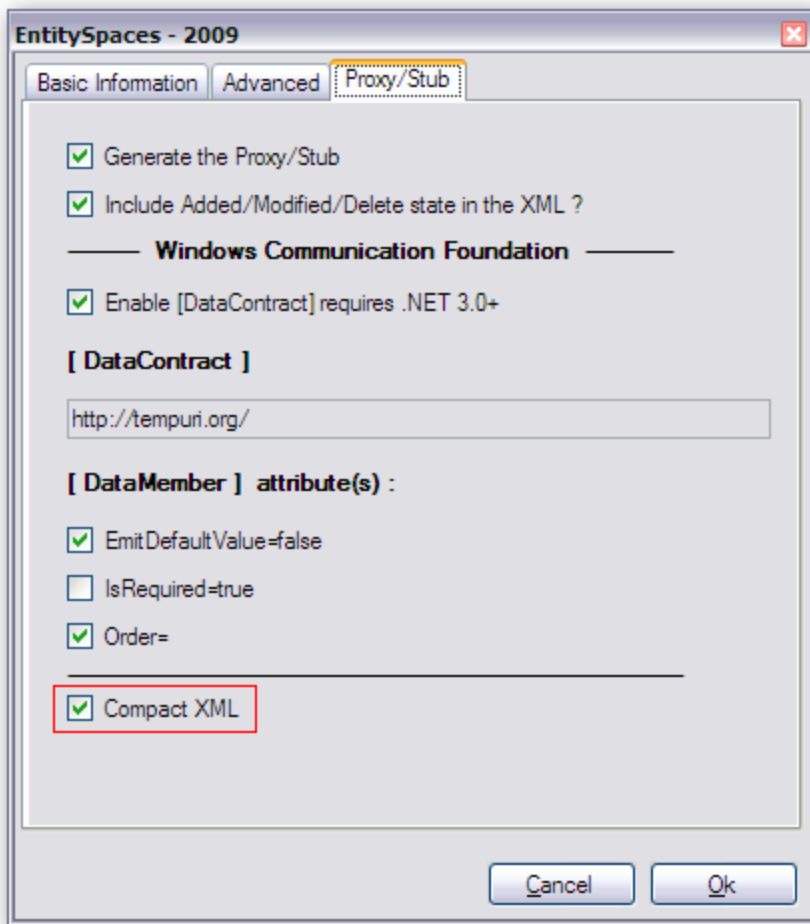 EntitySpaces - 2009
Basic Information Advanced Proxy/Stub
Generate the Proxy/Stub
Include Added/Modified/Delete state in the XML ?
Windows Communication Foundation
Enable [DataContract] requires .NET 3.0+
[ DataContract ]
http://tempuri.org/
[ DataMember ] attribute(s) :
EmitDefaultValue=false
IsRequired=true
Order=
Compact XML
Cancel Ok